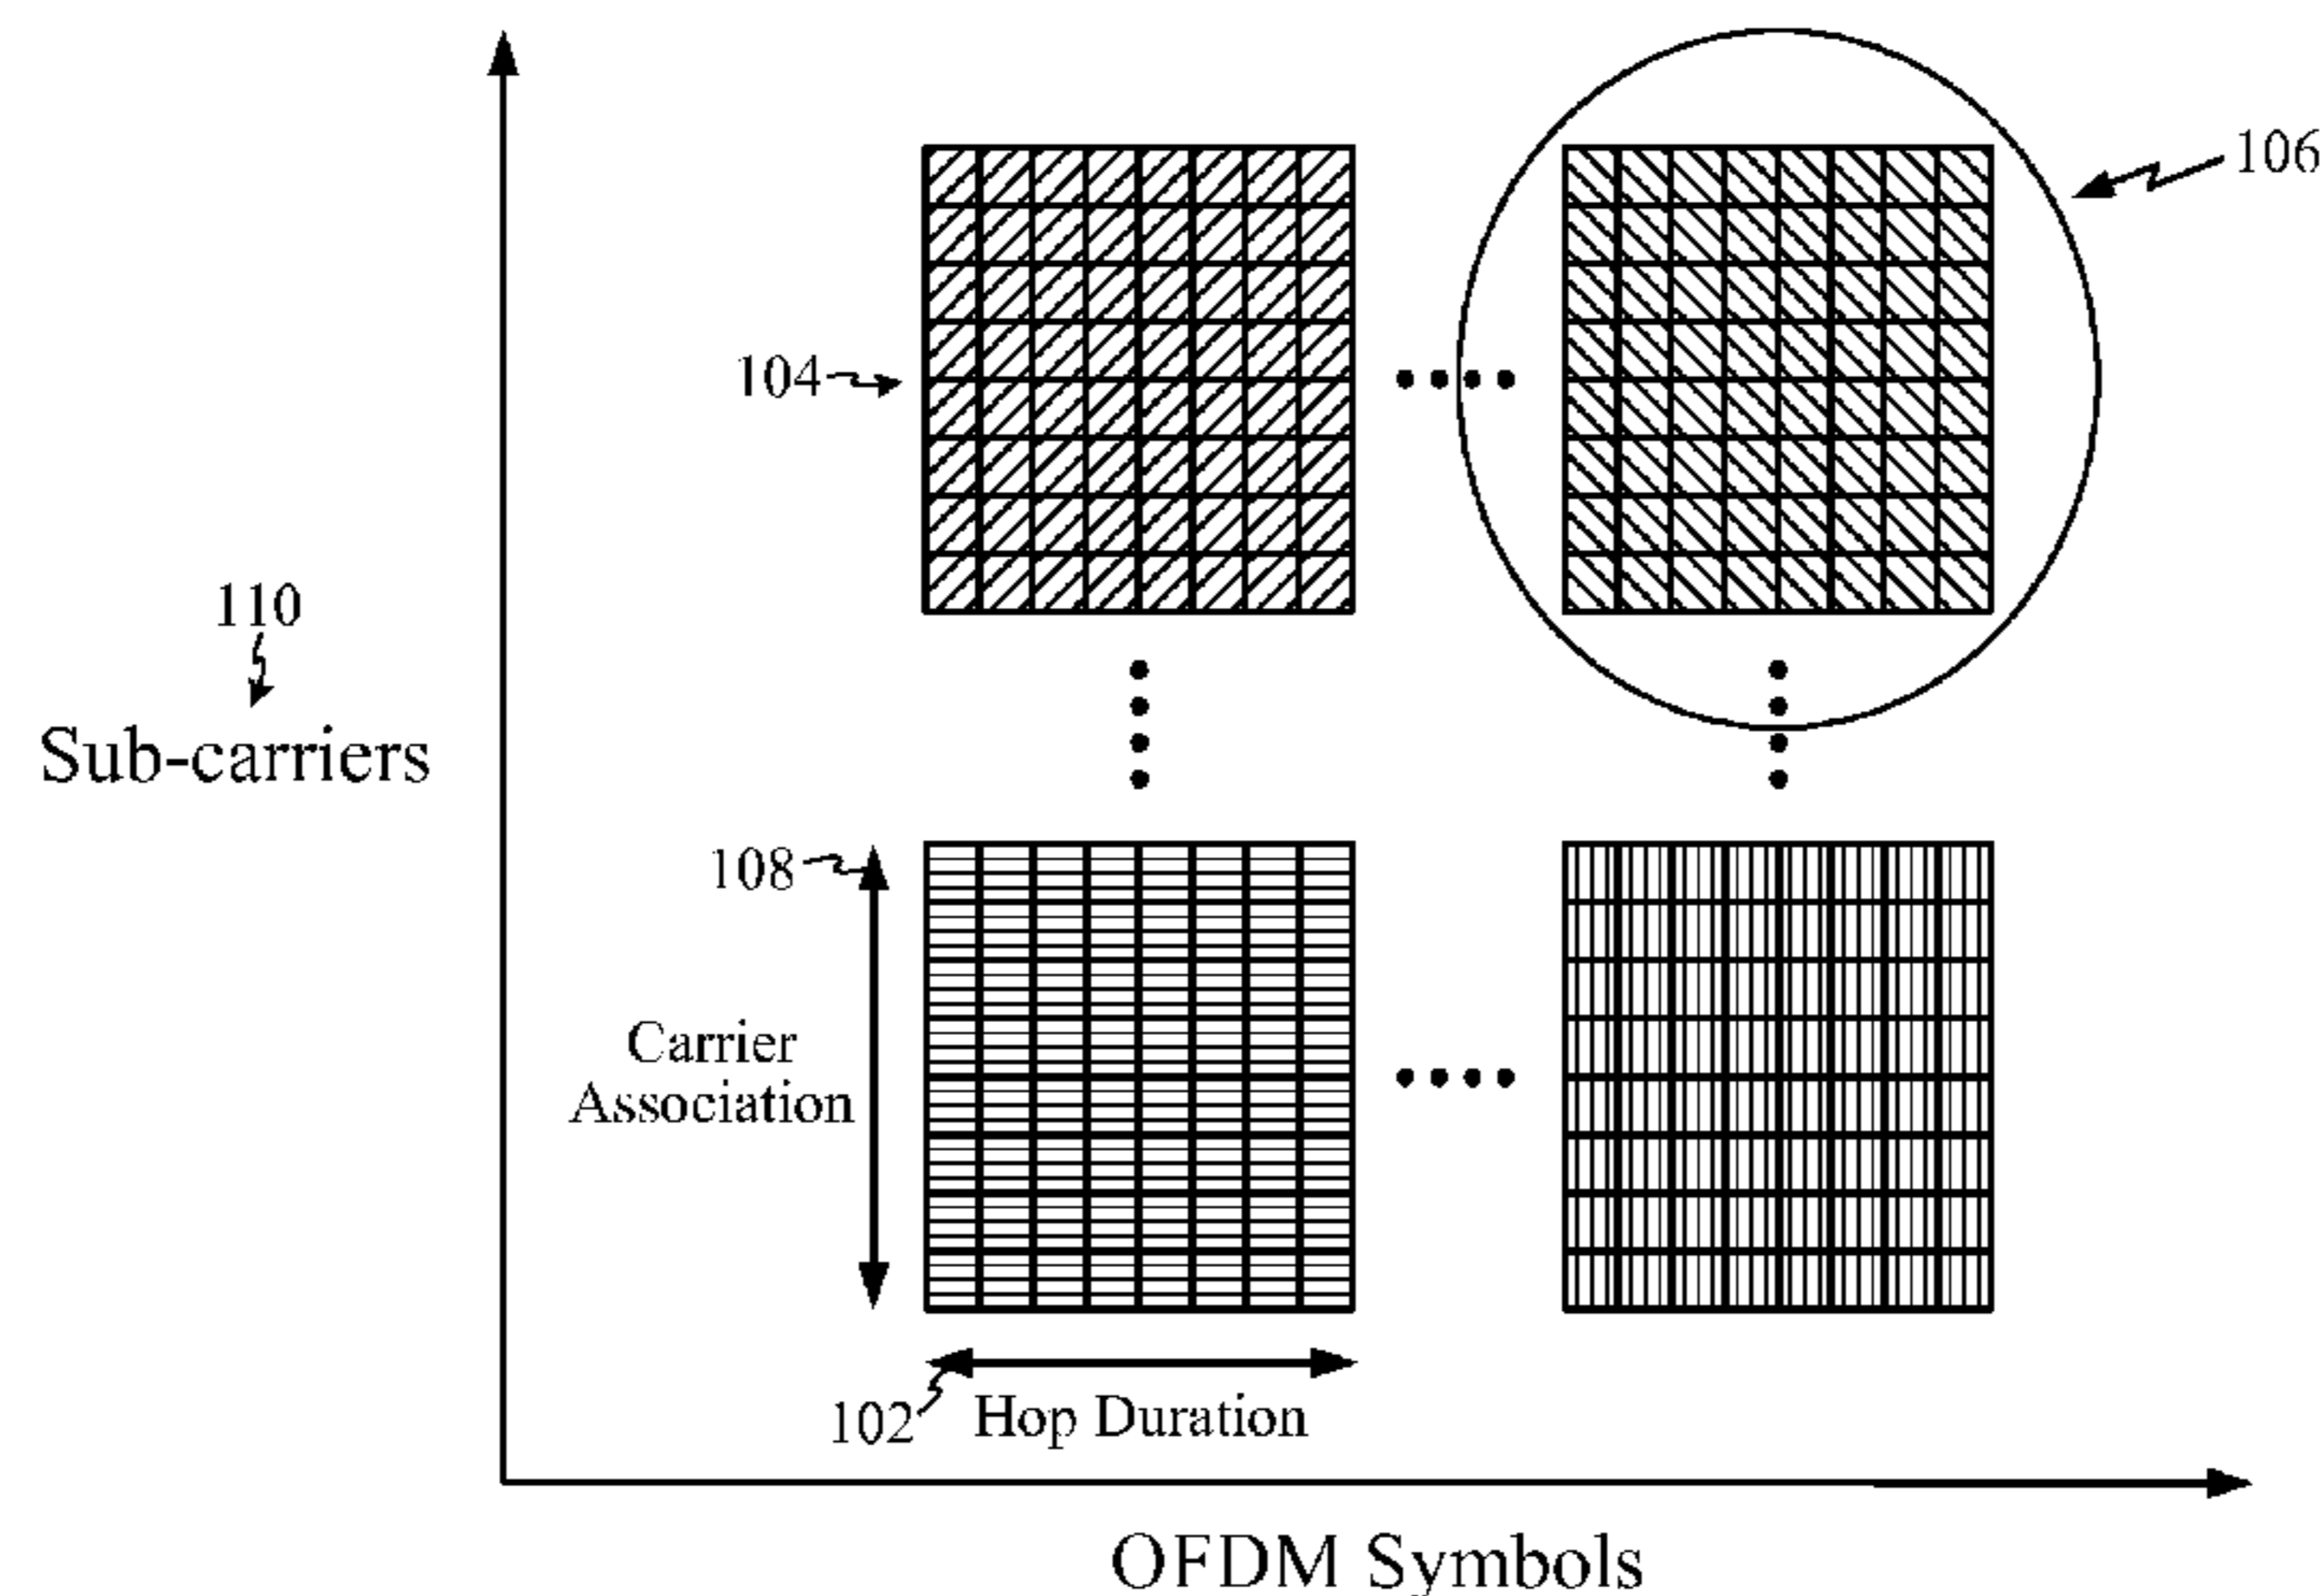 106
104
110
Sub-carriers
108
Carrier
Association
102
Hop Duration
OFDM Symbols